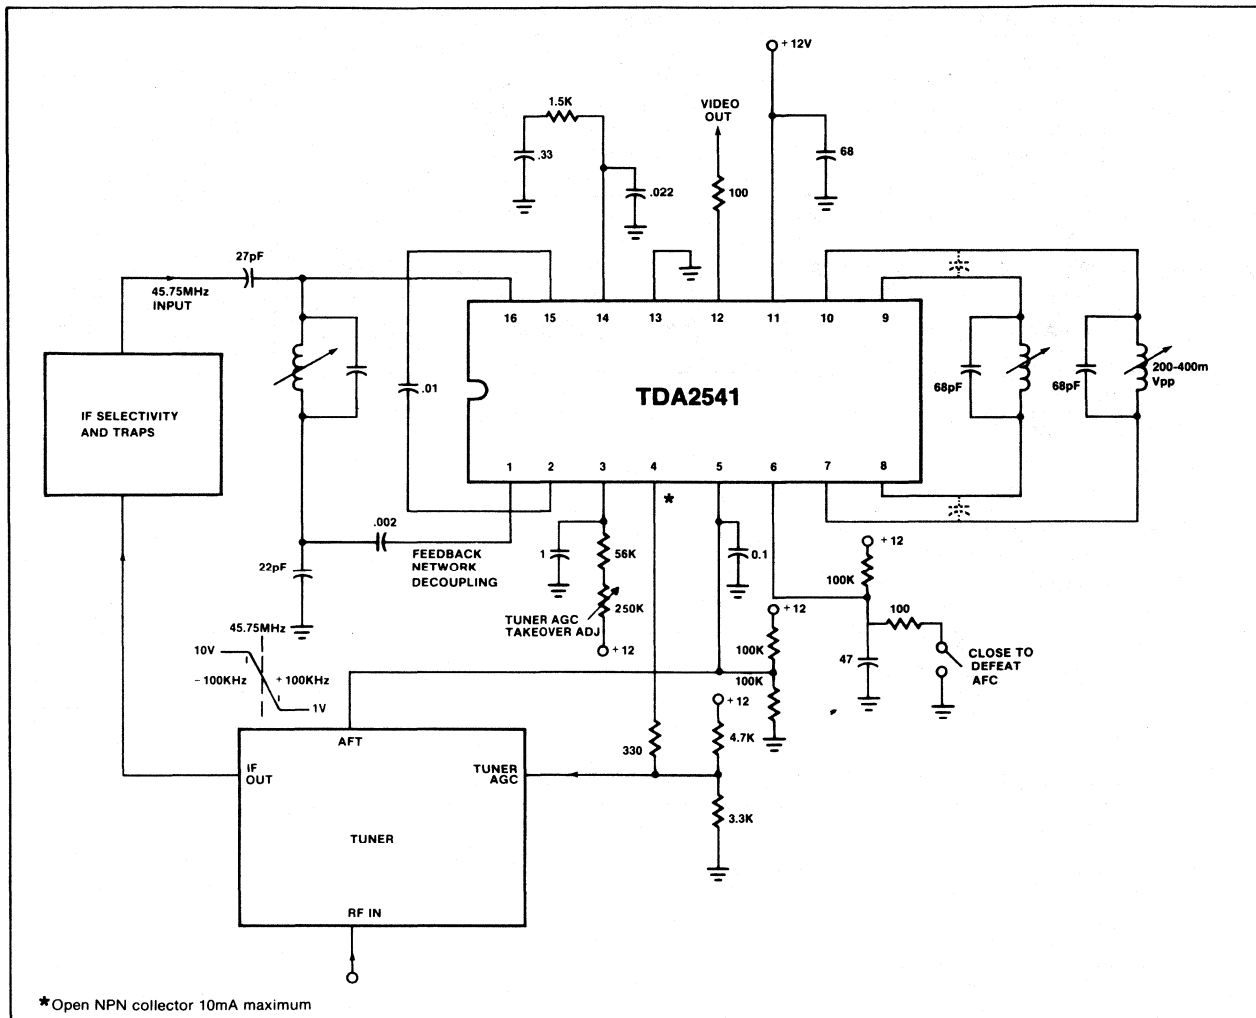 +12V
1.5K
VIDEO
OUT
.33
68
.022
100
27pF
45.75MHz
INPUT
16 15 14 13 12 11 10 9
.01
TDA2541
68pF
68pF
200-400m
Vpp
IF SELECTIVITY
AND TRAPS
1 2 3 4 5 6 7 8
*
.002
FEEDBACK
NETWORK
DECOUPLING
1
56K
0.1
+12
100K
22pF
250K
TUNER AGC
TAKEOVER ADJ
+12
100
45.75MHz
+12
100K
47
CLOSE TO
DEFEAT
AFC
10V
-100KHz
+100KHz
1V
100K
+12
AFT
330
4.7K
IF
OUT
TUNER
AGC
3.3K
TUNER
RF IN
*Open NPN collector 10mA maximum